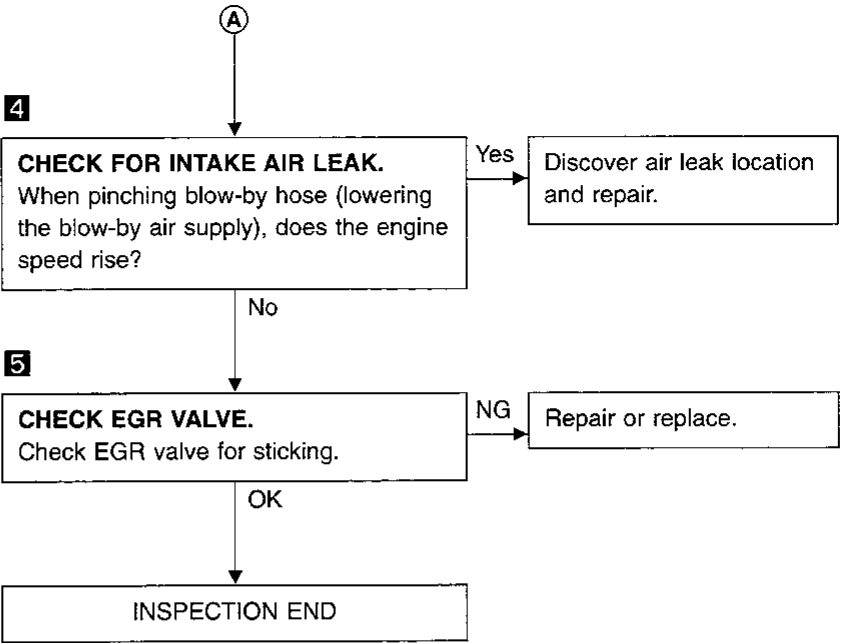 A
4
CHECK FOR INTAKE AIR LEAK.
When pinching blow-by hose (lowering
the blow-by air supply), does the engine
speed rise?
Yes
Discover air leak location
and repair.
No
5
CHECK EGR VALVE.
Check EGR valve for sticking.
NG
Repair or replace.
OK
INSPECTION END